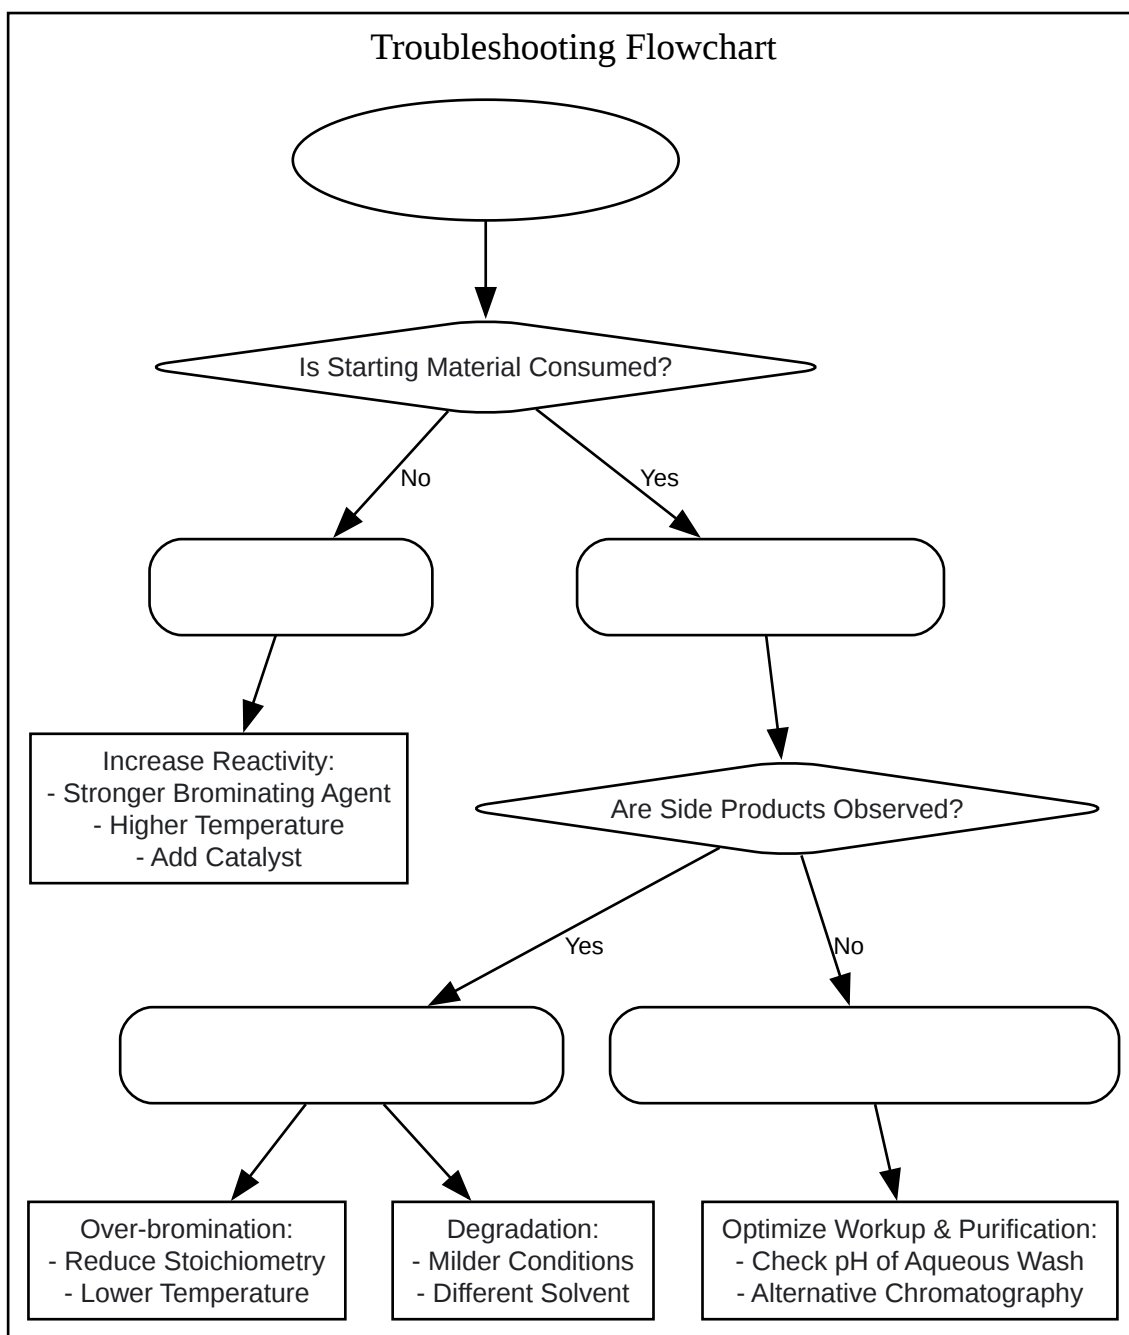 Troubleshooting Flowchart
Is Starting Material Consumed?
No
Yes
Increase Reactivity:
- Stronger Brominating Agent
- Higher Temperature
- Add Catalyst
Are Side Products Observed?
Yes
No
Over-bromination:
- Reduce Stoichiometry
- Lower Temperature
Degradation:
- Milder Conditions
- Different Solvent
Optimize Workup & Purification:
- Check pH of Aqueous Wash
- Alternative Chromatography